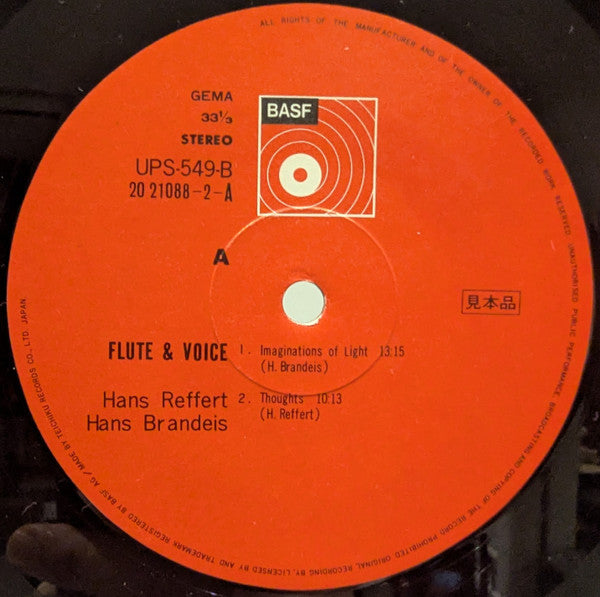 GEMA
33⅓
STEREO
UPS-549-B
20 21088-2-A
BASF
A
見本品
FLUTE & VOICE
1. Imaginations of Light 13:15
(H. Brandeis)
Hans Reffert
Hans Brandeis
2. Thoughts 10:13
(H. Reffert)
ALL RIGHTS OF THE MANUFACTURER AND OF THE OWNER OF THE RECORDED WORK RESERVED. UNAUTHORISED PUBLIC PERFORMANCE, BROADCASTING AND COPYING OF THE RECORD PROHIBITED. ORIGINAL RECORDING BY, LICENSED BY AND TRADEMARK REGISTERED BY BASF AG / MADE BY TEICHIKU RECORDS CO., LTD. JAPAN.